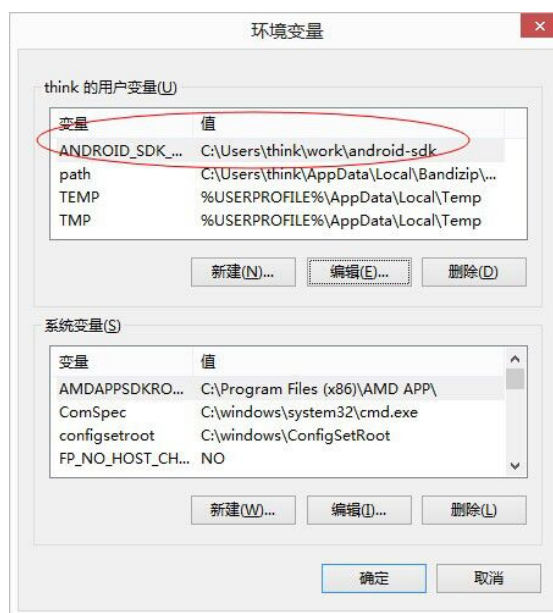 环境变量
think 的用户变量(U)
变量 值
ANDROID_SDK_... C:\Users\think\work\android-sdk
path C:\Users\think\AppData\Local\Bandizip\...
TEMP %USERPROFILE%\AppData\Local\Temp
TMP %USERPROFILE%\AppData\Local\Temp
新建(N)... 编辑(E)... 删除(D)
系统变量(S)
变量 值
AMDAPPSDKRO... C:\Program Files (x86)\AMD APP\
ComSpec C:\windows\system32\cmd.exe
configsetroot C:\windows\ConfigSetRoot
FP_NO_HOST_CH... NO
新建(W)... 编辑(I)... 删除(L)
确定 取消